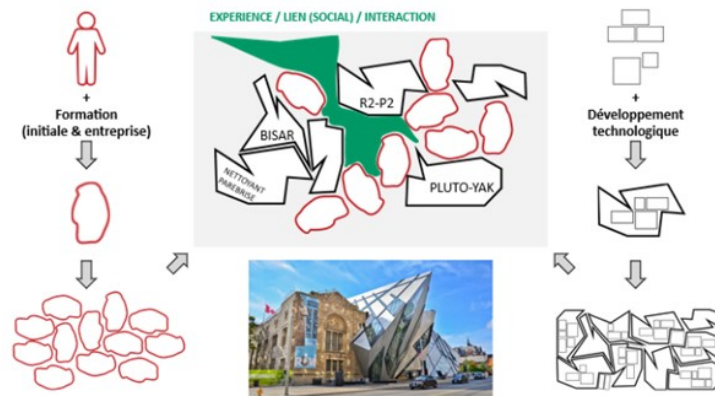 EXPERIENCE / LIEN (SOCIAL) / INTERACTION
+
Formation
(initiale & entreprise)
R2-P2
BISAR
NETTOYANT
PAREBRISE
PLUTO-YAK
+
Développement
technologique